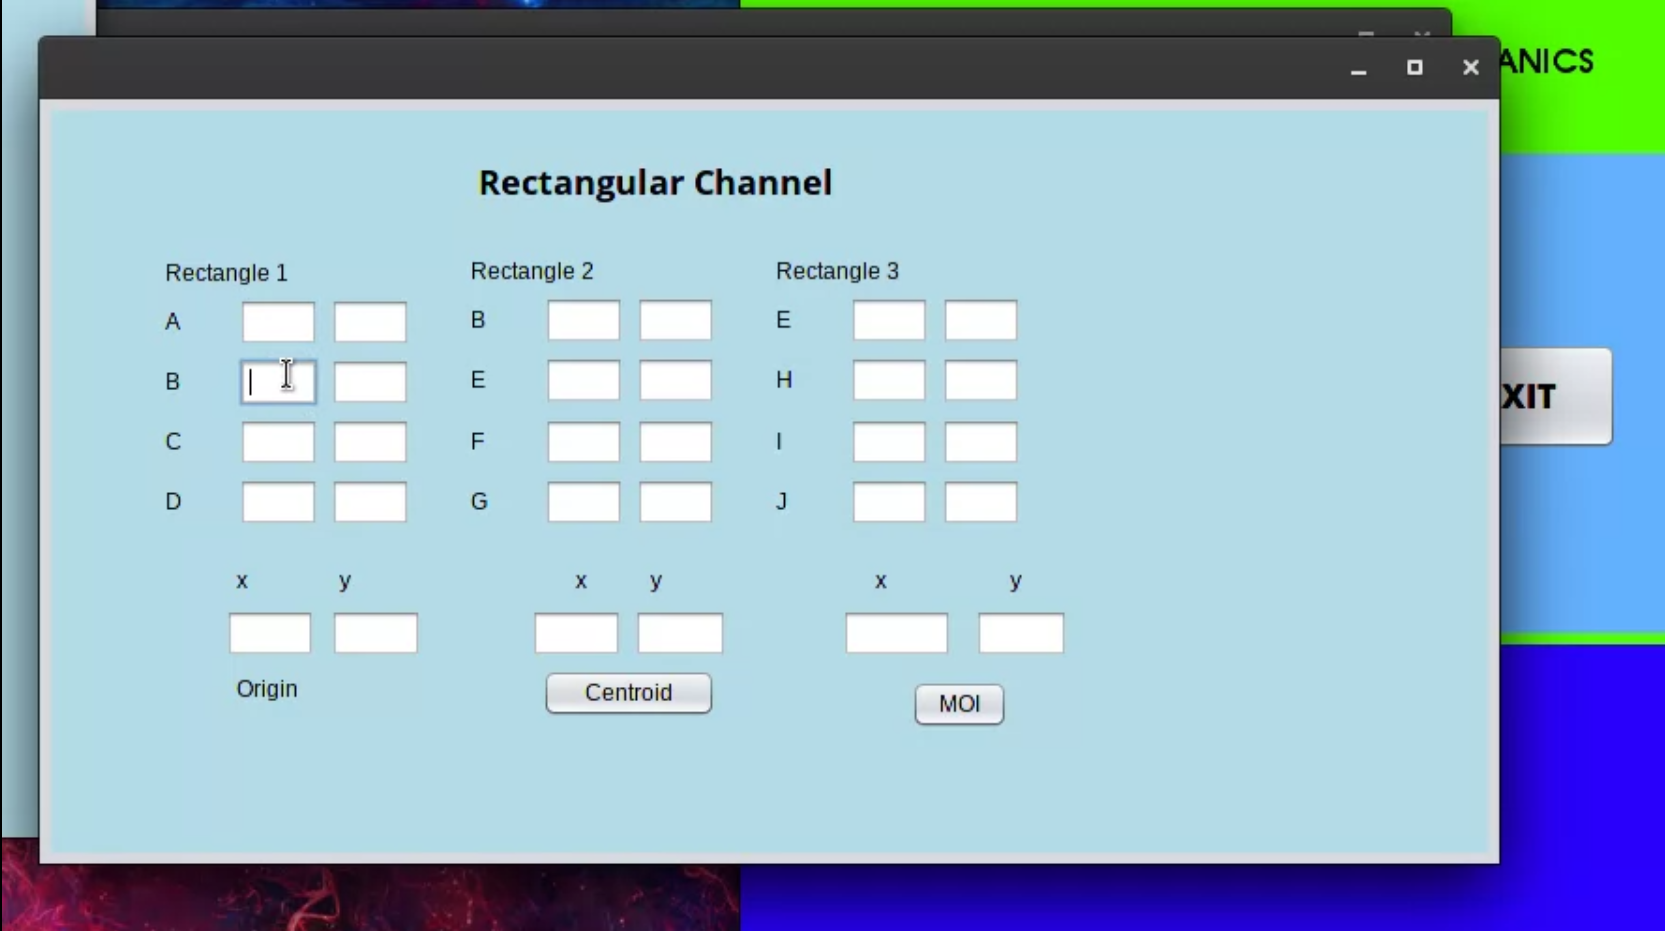 ANICS
Rectangular Channel
Rectangle 1 Rectangle 2 Rectangle 3
A B E
B E H
C F I
D G J
x y x y x y
Origin Centroid MOI
XIT